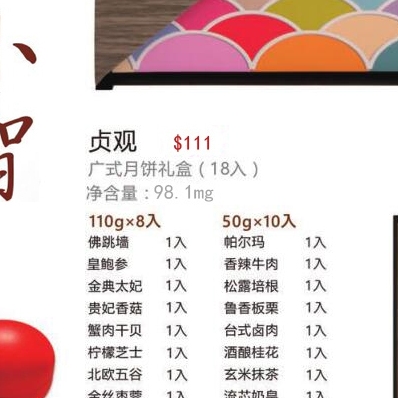 贞观 $111
广式月饼礼盒（18入）
净含量：98.1mg
110g×8入 50g×10入
佛跳墙 1入 帕尔玛 1入
皇鲍参 1入 香辣牛肉 1入
金典太妃 1入 松露培根 1入
贵妃香菇 1入 鲁香板栗 1入
蟹肉干贝 1入 台式卤肉 1入
柠檬芝士 1入 酒酿桂花 1入
北欧五谷 1入 玄米抹茶 1入
金丝枣蓉 1入 流芯奶皇 1入